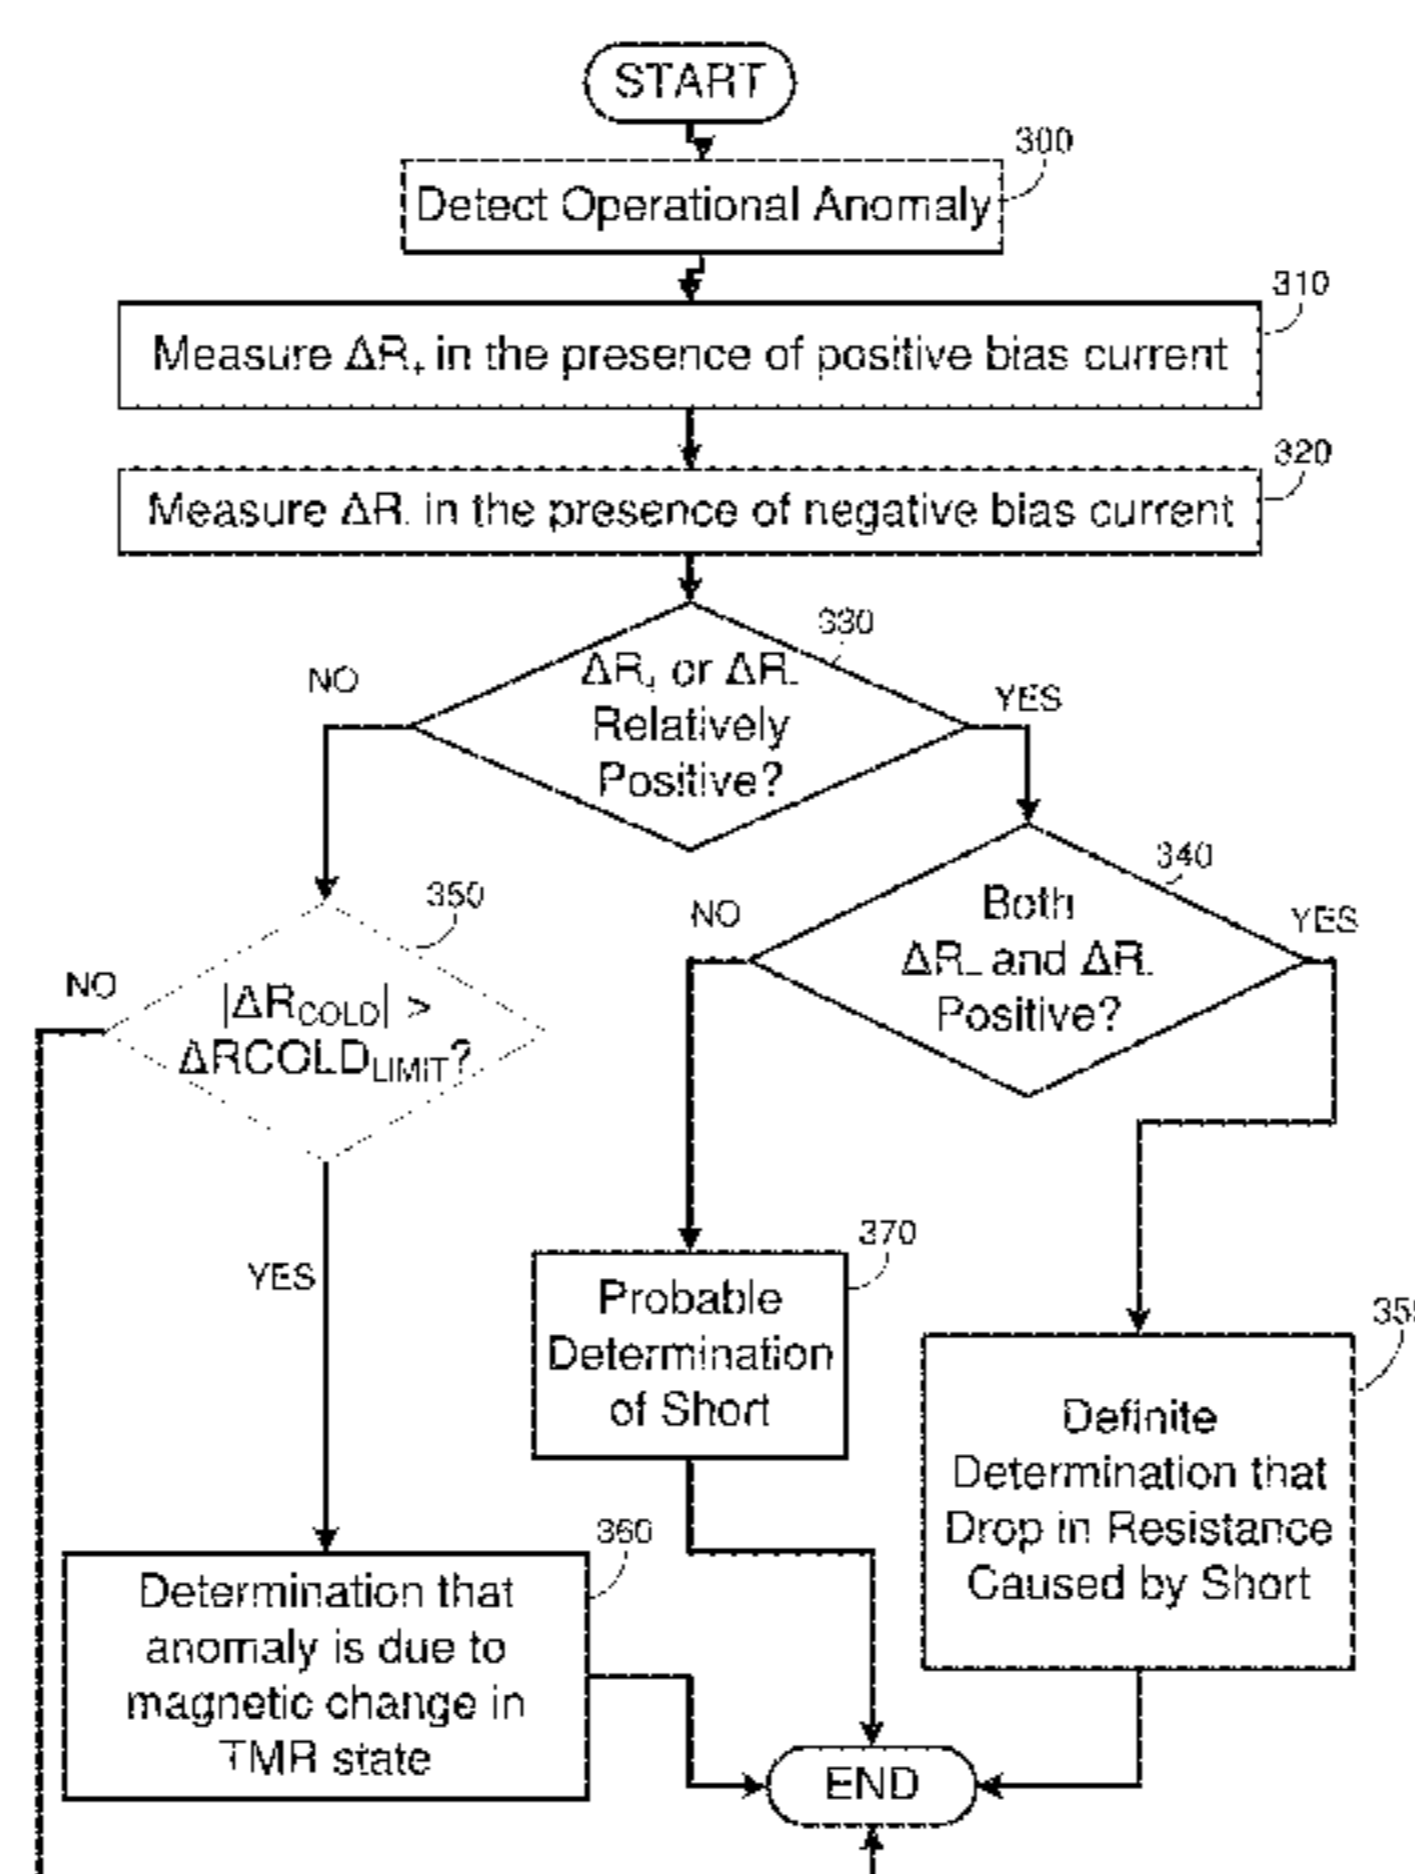 START
300
Detect Operational Anomaly
310
Measure ΔR+ in the presence of positive bias current
320
Measure ΔR- in the presence of negative bias current
330
NO
ΔR+ or ΔR-
Relatively
Positive?
YES
340
350
NO
Both
ΔR– and ΔR-
Positive?
YES
NO
|ΔRCOLD| >
ΔRCOLDLIMIT?
YES
370
Probable
Determination
of Short
Definite
Determination that
Drop in Resistance
Caused by Short
360
Determination that
anomaly is due to
magnetic change in
TMR state
END